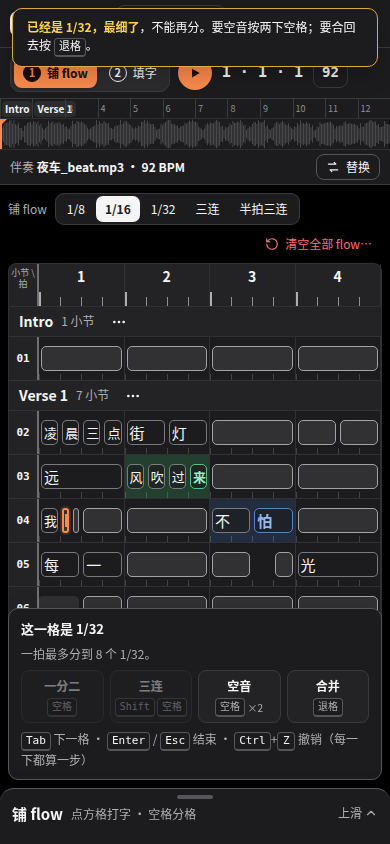 已经是 1/32，最细了，不能再分。要空音按两下空格；要合回去按 退格 。
1 铺 flow 2 填字 1 · 1 · 1 92
Intro Verse 1 4 5 6 7 8 9 10 11 12
伴奏 夜车_beat.mp3 · 92 BPM 替换
铺 flow 1/8 1/16 1/32 三连 半拍三连
清空全部 flow…
小节 \ 拍 1 2 3 4
Intro 1 小节 …
01
Verse 1 7 小节 …
02 凌 晨 三 点 街 灯
03 远 风 吹 过 来
04 我 不 怕
05 每 一 光
这一格是 1/32
一拍最多分到 8 个 1/32。
一分二 三连 空音 合并
空格 Shift 空格 空格 ×2 退格
Tab 下一格 · Enter / Esc 结束 · Ctrl+Z 撤销（每一
下都算一步）
铺 flow 点方格打字 · 空格分格 上滑